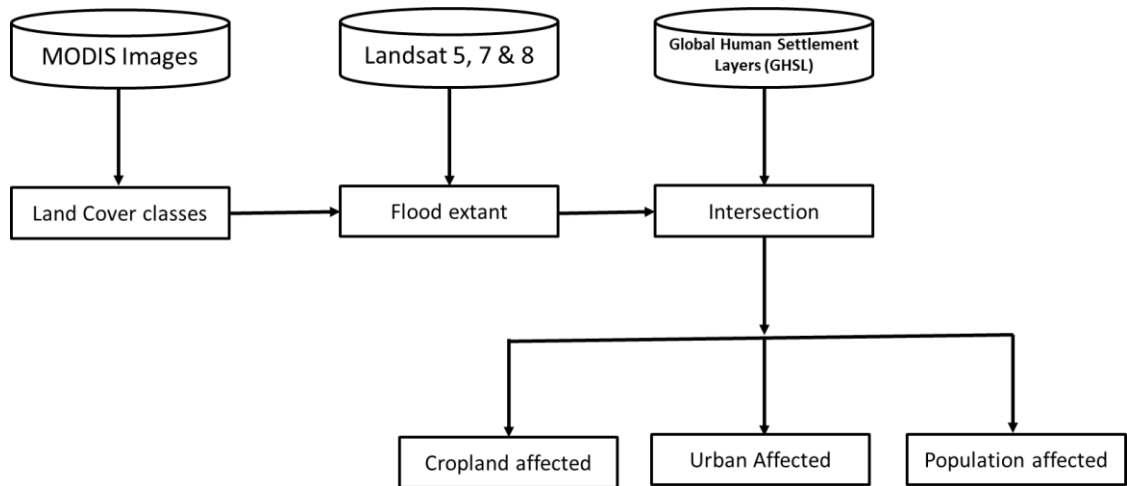 MODIS Images
Landsat 5, 7 & 8
Global Human Settlement
Layers (GHSL)
Land Cover classes
Flood extant
Intersection
Cropland affected
Urban Affected
Population affected